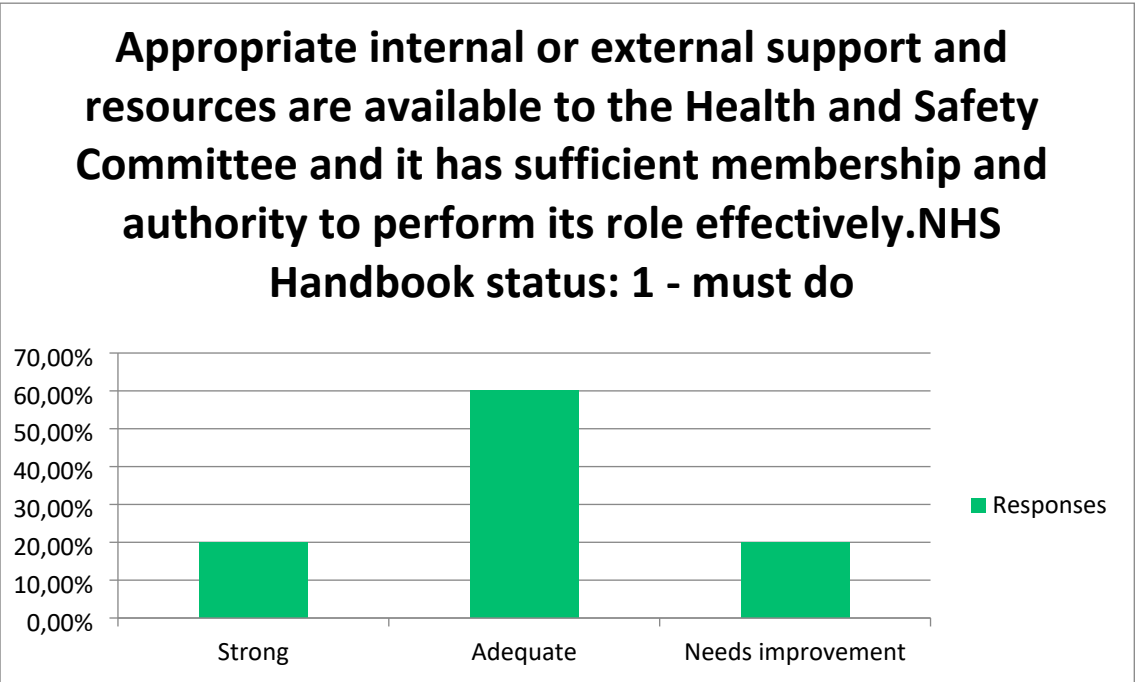 Appropriate internal or external support and
resources are available to the Health and Safety
Committee and it has sufficient membership and
authority to perform its role effectively.NHS
Handbook status: 1 - must do
70,00%
60,00%
50,00%
40,00%
30,00%
20,00%
10,00%
0,00%
Responses
Strong
Adequate
Needs improvement